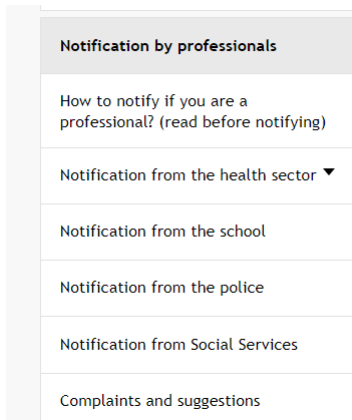 Notification by professionals
How to notify if you are a
professional? (read before notifying)
Notification from the health sector
Notification from the school
Notification from the police
Notification from Social Services
Complaints and suggestions